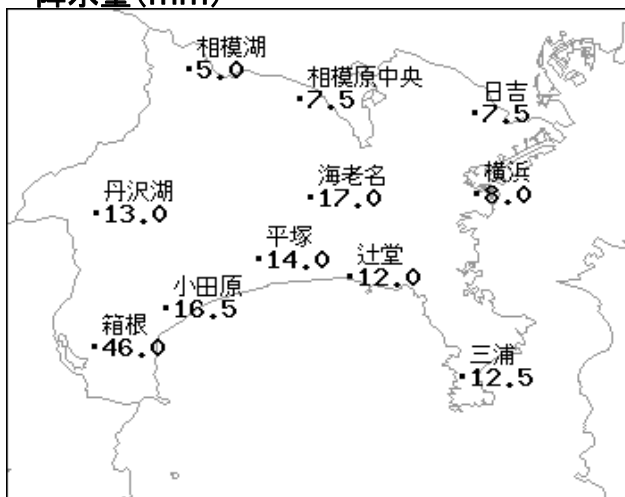 降水量(mm)
相模湖
5.0
相模原中央
7.5
日吉
7.5
丹沢湖
13.0
海老名
17.0
横浜
8.0
平塚
14.0
辻堂
12.0
小田原
16.5
箱根
46.0
三浦
12.5